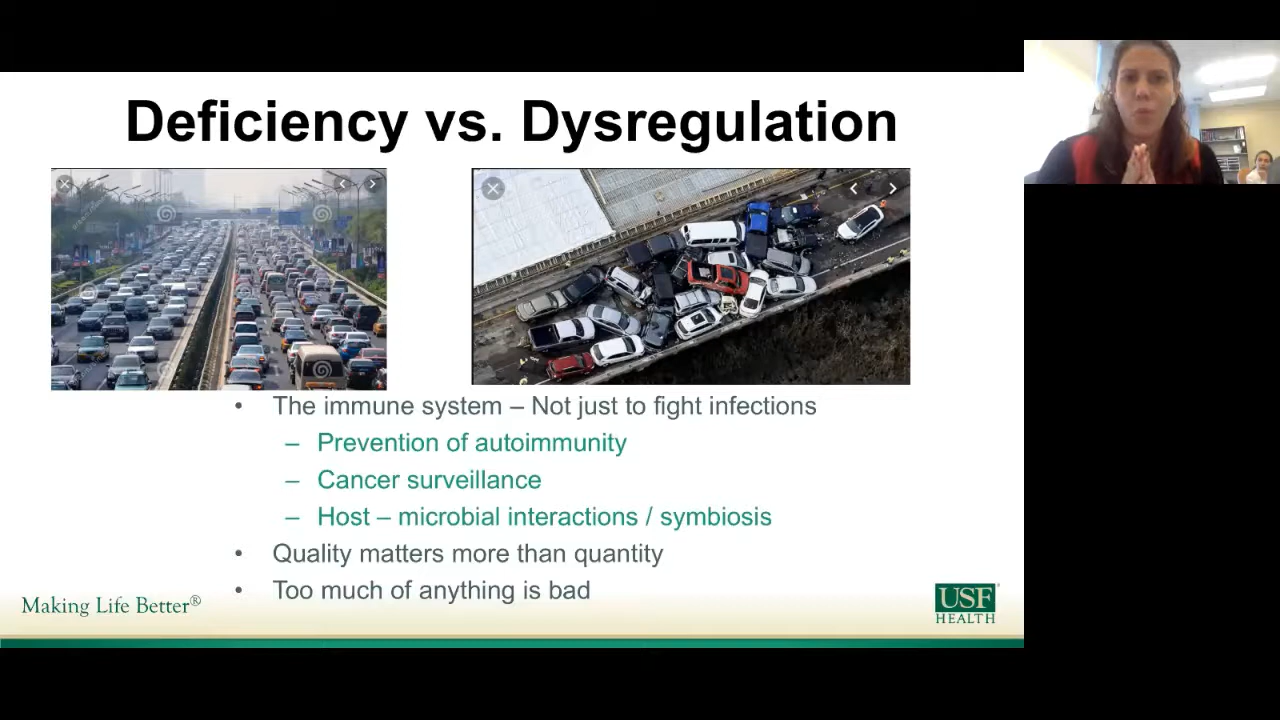 Deficiency vs. Dysregulation
• The immune system – Not just to fight infections
– Prevention of autoimmunity
– Cancer surveillance
– Host – microbial interactions / symbiosis
• Quality matters more than quantity
• Too much of anything is bad
Making Life Better®
USF
HEALTH